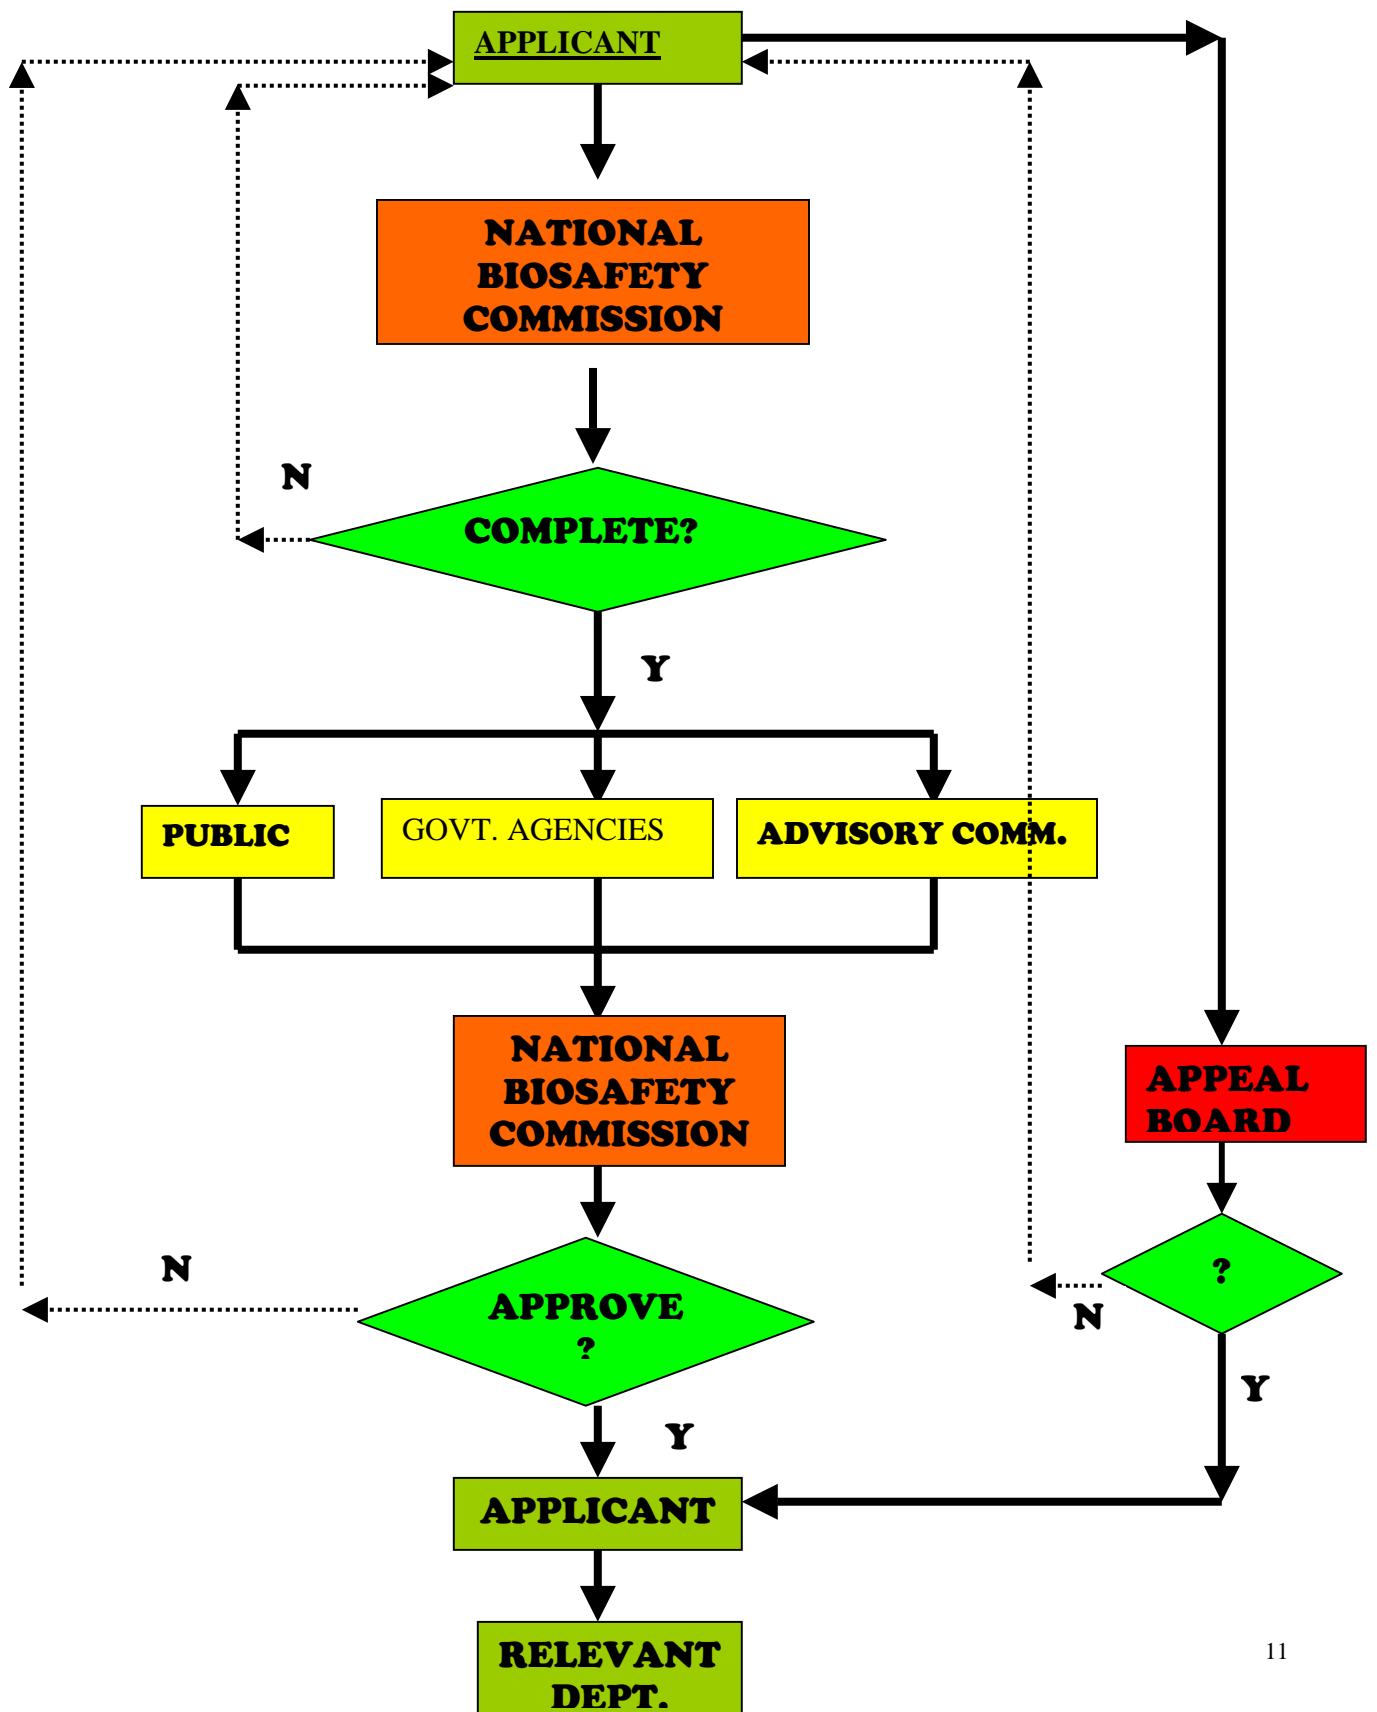 APPLICANT
NATIONAL
BIOSAFETY
COMMISSION
N
COMPLETE?
Y
PUBLIC
GOVT. AGENCIES
ADVISORY COMM.
NATIONAL
BIOSAFETY
COMMISSION
APPEAL
BOARD
N
APPROVE
?
?
N
Y
Y
APPLICANT
RELEVANT
DEPT.
11